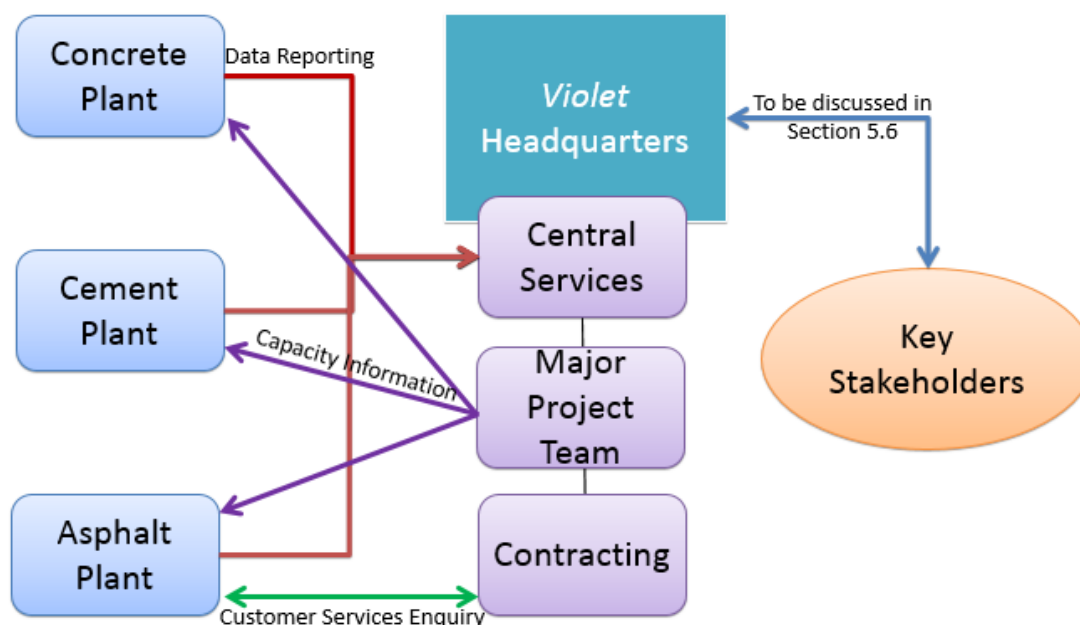 Concrete
Plant
Data Reporting
Violet
Headquarters
To be discussed in
Section 5.6
Central
Services
Cement
Plant
Capacity Information
Major
Project
Team
Key
Stakeholders
Asphalt
Plant
Contracting
Customer Services Enquiry